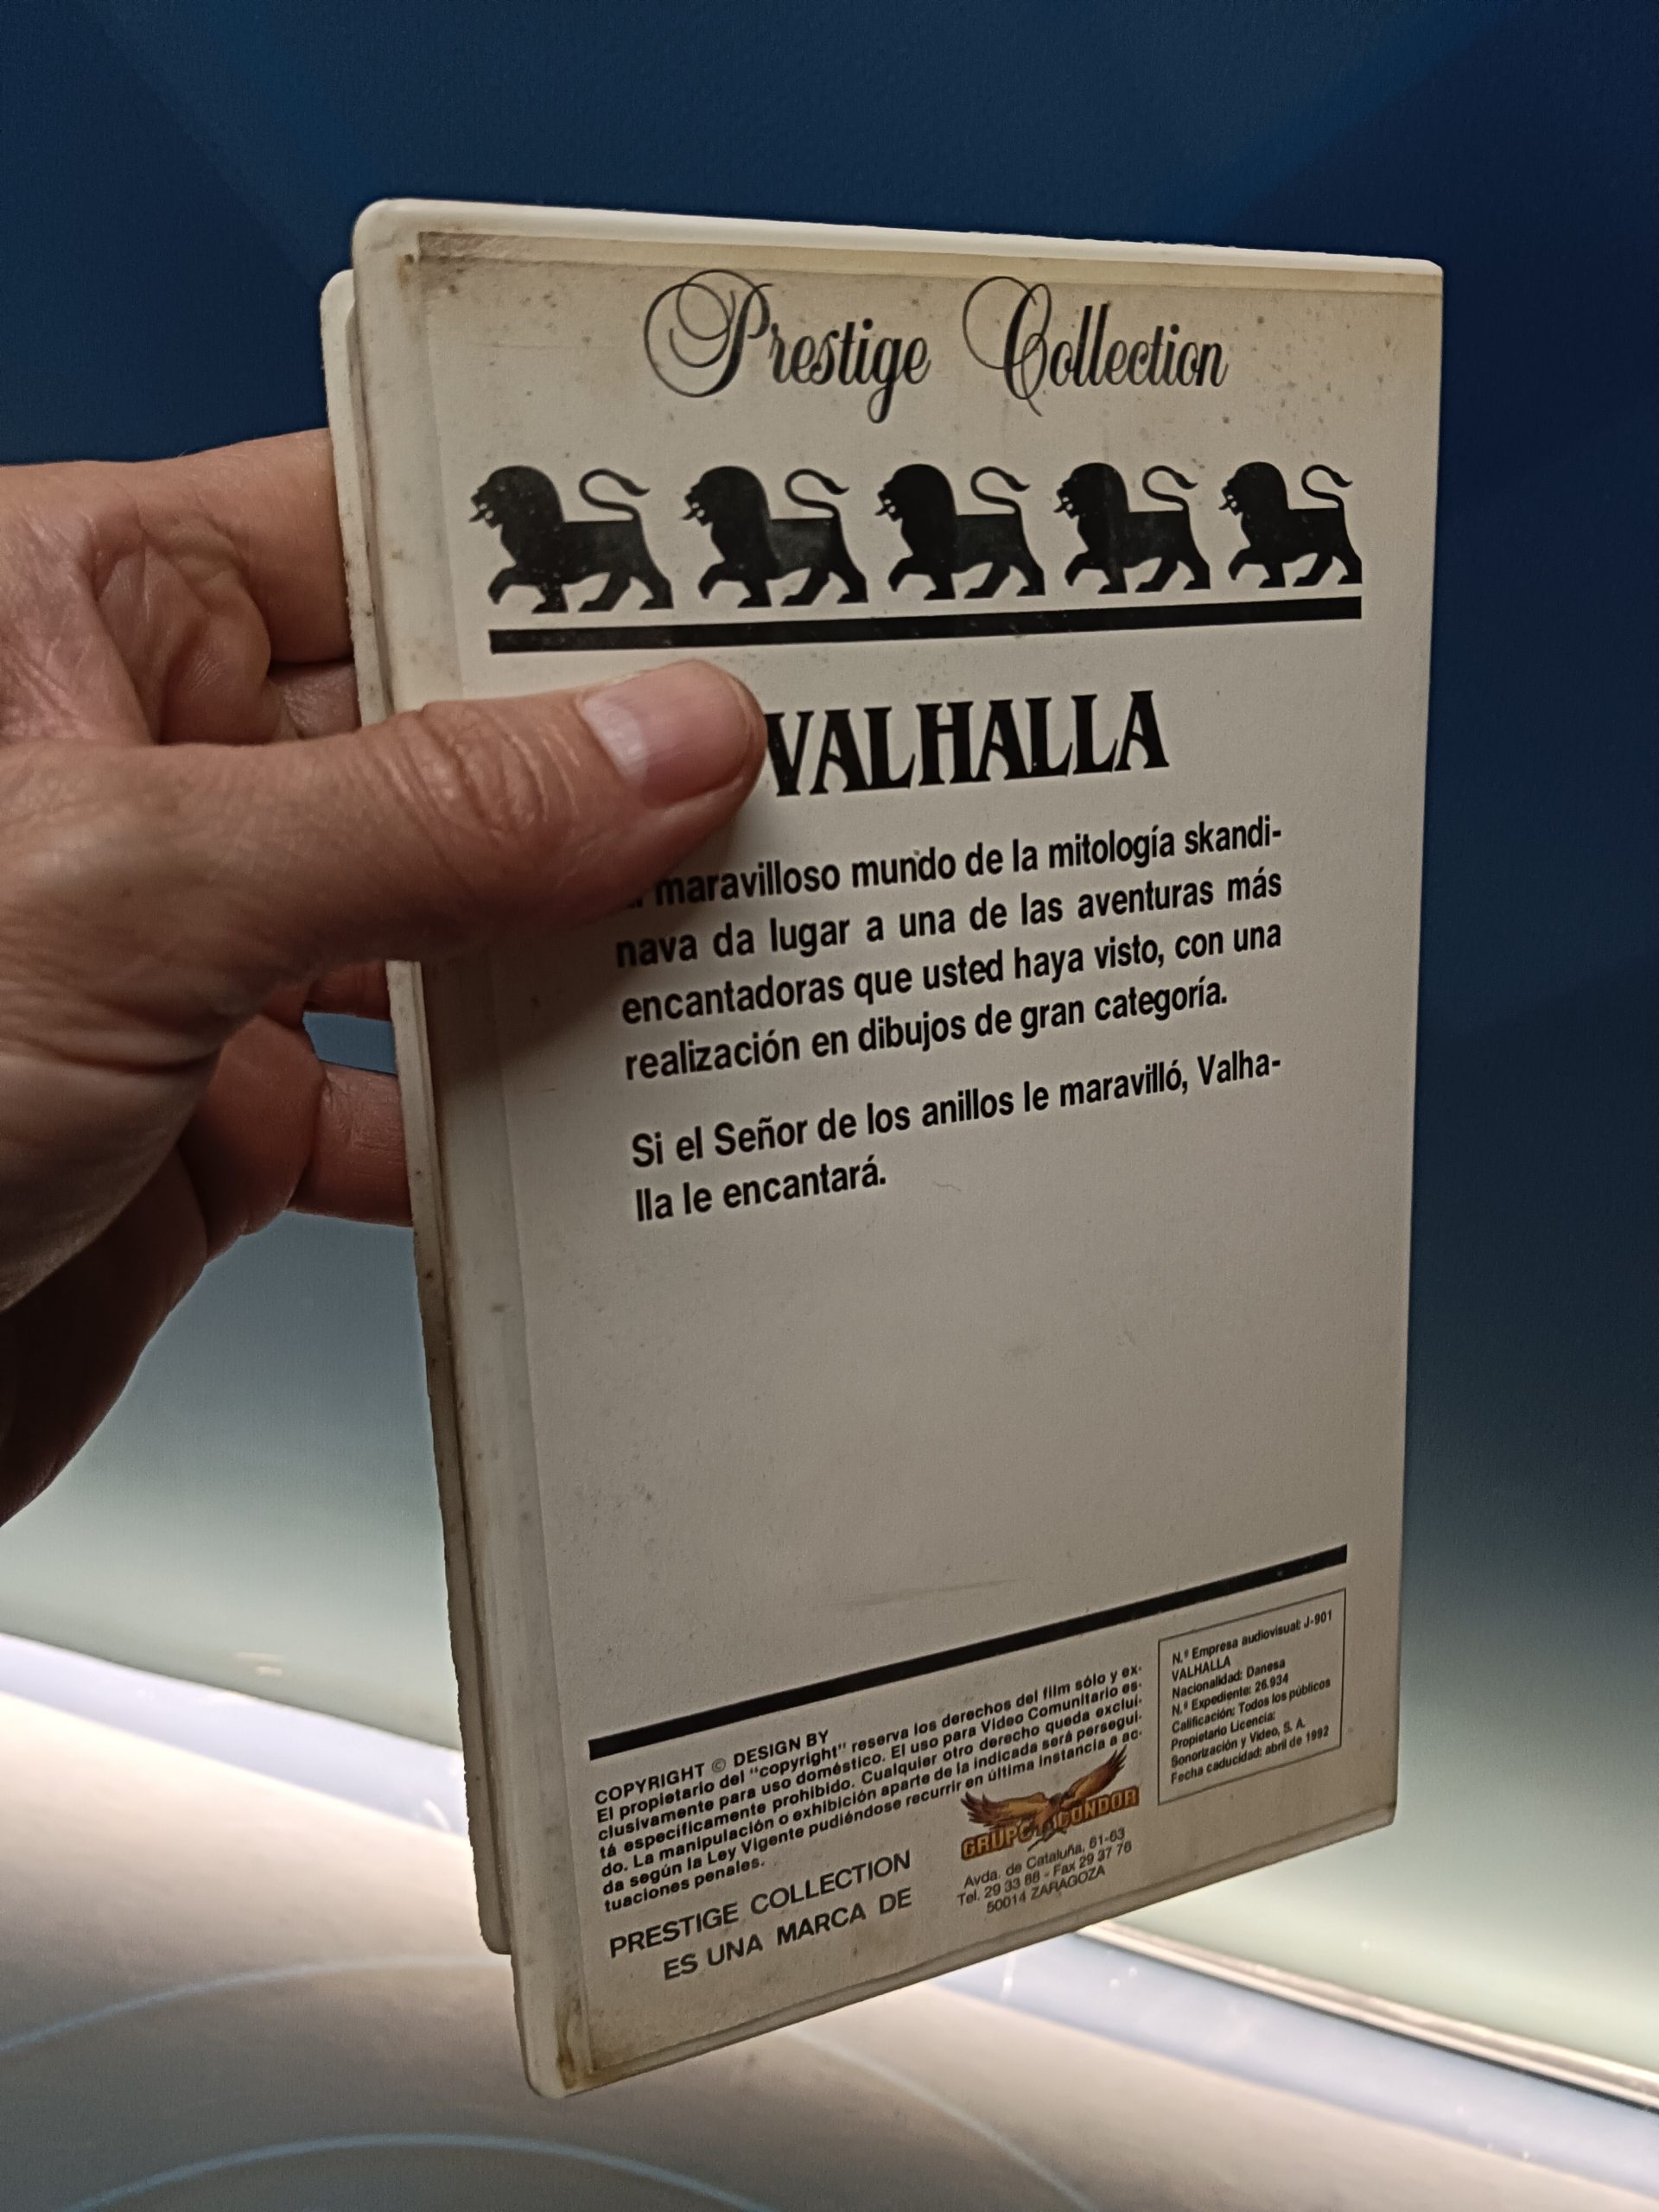 Prestige Collection
VALHALLA
maravilloso mundo de la mitología skandi-
nava da lugar a una de las aventuras más
encantadoras que usted haya visto, con una
realización en dibujos de gran categoría.
Si el Señor de los anillos le maravilló, Valha-
lla le encantará.
COPYRIGHT © DESIGN BY
El propietario del "copyright" reserva los derechos del film sólo y ex-
clusivamente para uso doméstico. El uso para Video Comunitario es-
tá específicamente prohibido. Cualquier otro derecho queda exclui-
do. La manipulación o exhibición aparte de la indicada será persegui-
da según la Ley Vigente pudiéndose recurrir en última instancia a ac-
tuaciones penales.
PRESTIGE COLLECTION
ES UNA MARCA DE
GRUPO CONDOR
Avda. de Cataluña, 61-63
Tel. 29 33 88 - Fax 29 37 76
50014 ZARAGOZA
N.º Empresa audiovisual: J-901
VALHALLA
Nacionalidad: Danesa
N.º Expediente: 26.934
Calificación: Todos los públicos
Propietario Licencia:
Sonorización y Video, S. A.
Fecha caducidad: abril de 1992